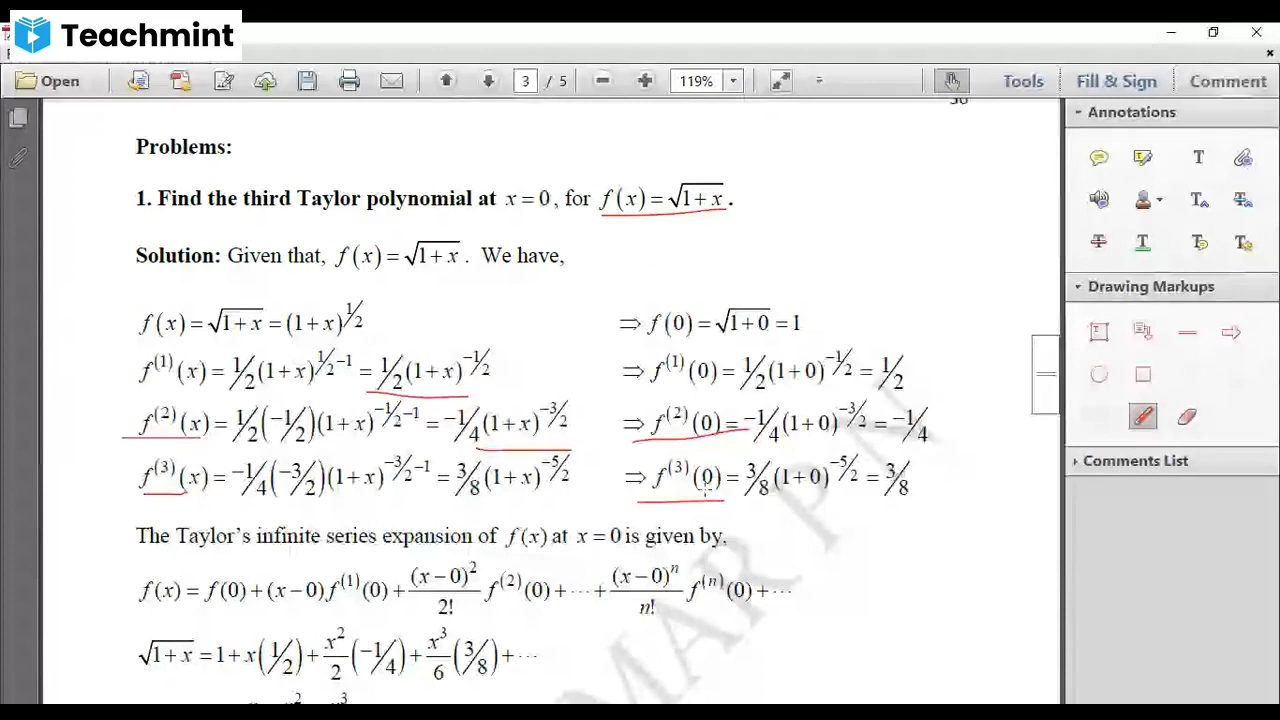 Teachmint
Open 3 / 5 119% Tools Fill & Sign Comment
Annotations
Drawing Markups
Comments List
Problems:
1. Find the third Taylor polynomial at x = 0, for f(x) = √(1+x).
Solution: Given that, f(x) = √(1+x). We have,
f(x) = √(1+x) = (1+x)^(1/2) ⇒ f(0) = √(1+0) = 1
f^(1)(x) = 1/2(1+x)^(1/2−1) = 1/2(1+x)^(−1/2) ⇒ f^(1)(0) = 1/2(1+0)^(−1/2) = 1/2
f^(2)(x) = 1/2(−1/2)(1+x)^(−1/2−1) = −1/4(1+x)^(−3/2) ⇒ f^(2)(0) = −1/4(1+0)^(−3/2) = −1/4
f^(3)(x) = −1/4(−3/2)(1+x)^(−3/2−1) = 3/8(1+x)^(−5/2) ⇒ f^(3)(0) = 3/8(1+0)^(−5/2) = 3/8
The Taylor's infinite series expansion of f(x) at x = 0 is given by,
f(x) = f(0) + (x−0)f^(1)(0) + (x−0)^2/2! f^(2)(0) + ⋯ + (x−0)^n/n! f^(n)(0) + ⋯
√(1+x) = 1 + x(1/2) + x^2/2(−1/4) + x^3/6(3/8) + ⋯